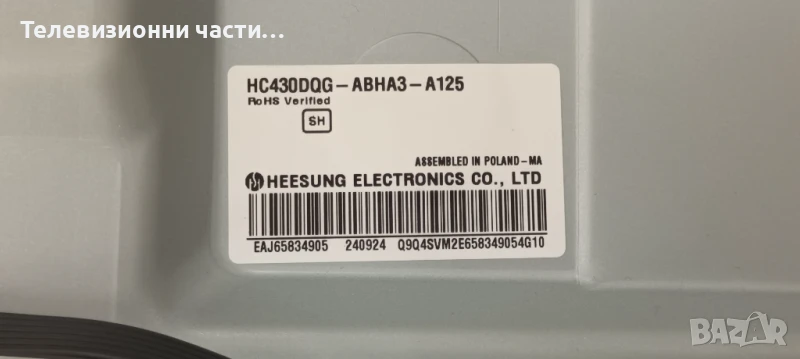 Телевизионни части...
HC430DQG-ABHA3-A125
RoHS Verified
SH
ASSEMBLED IN POLAND-MA
HEESUNG ELECTRONICS CO., LTD
EAJ65834905 240924 Q9Q4SVM2E658349054G10
BAZAR